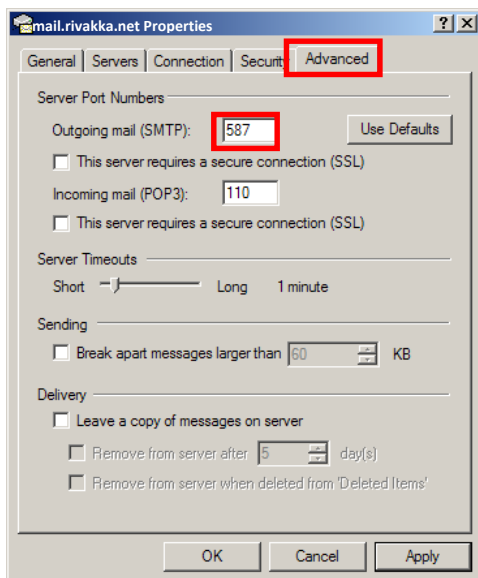 mail.rivakka.net Properties ? X
General Servers Connection Security Advanced
Server Port Numbers
Outgoing mail (SMTP): 587 Use Defaults
This server requires a secure connection (SSL)
Incoming mail (POP3): 110
This server requires a secure connection (SSL)
Server Timeouts
Short Long 1 minute
Sending
Break apart messages larger than 60 KB
Delivery
Leave a copy of messages on server
Remove from server after 5 day(s)
Remove from server when deleted from 'Deleted Items'
OK Cancel Apply